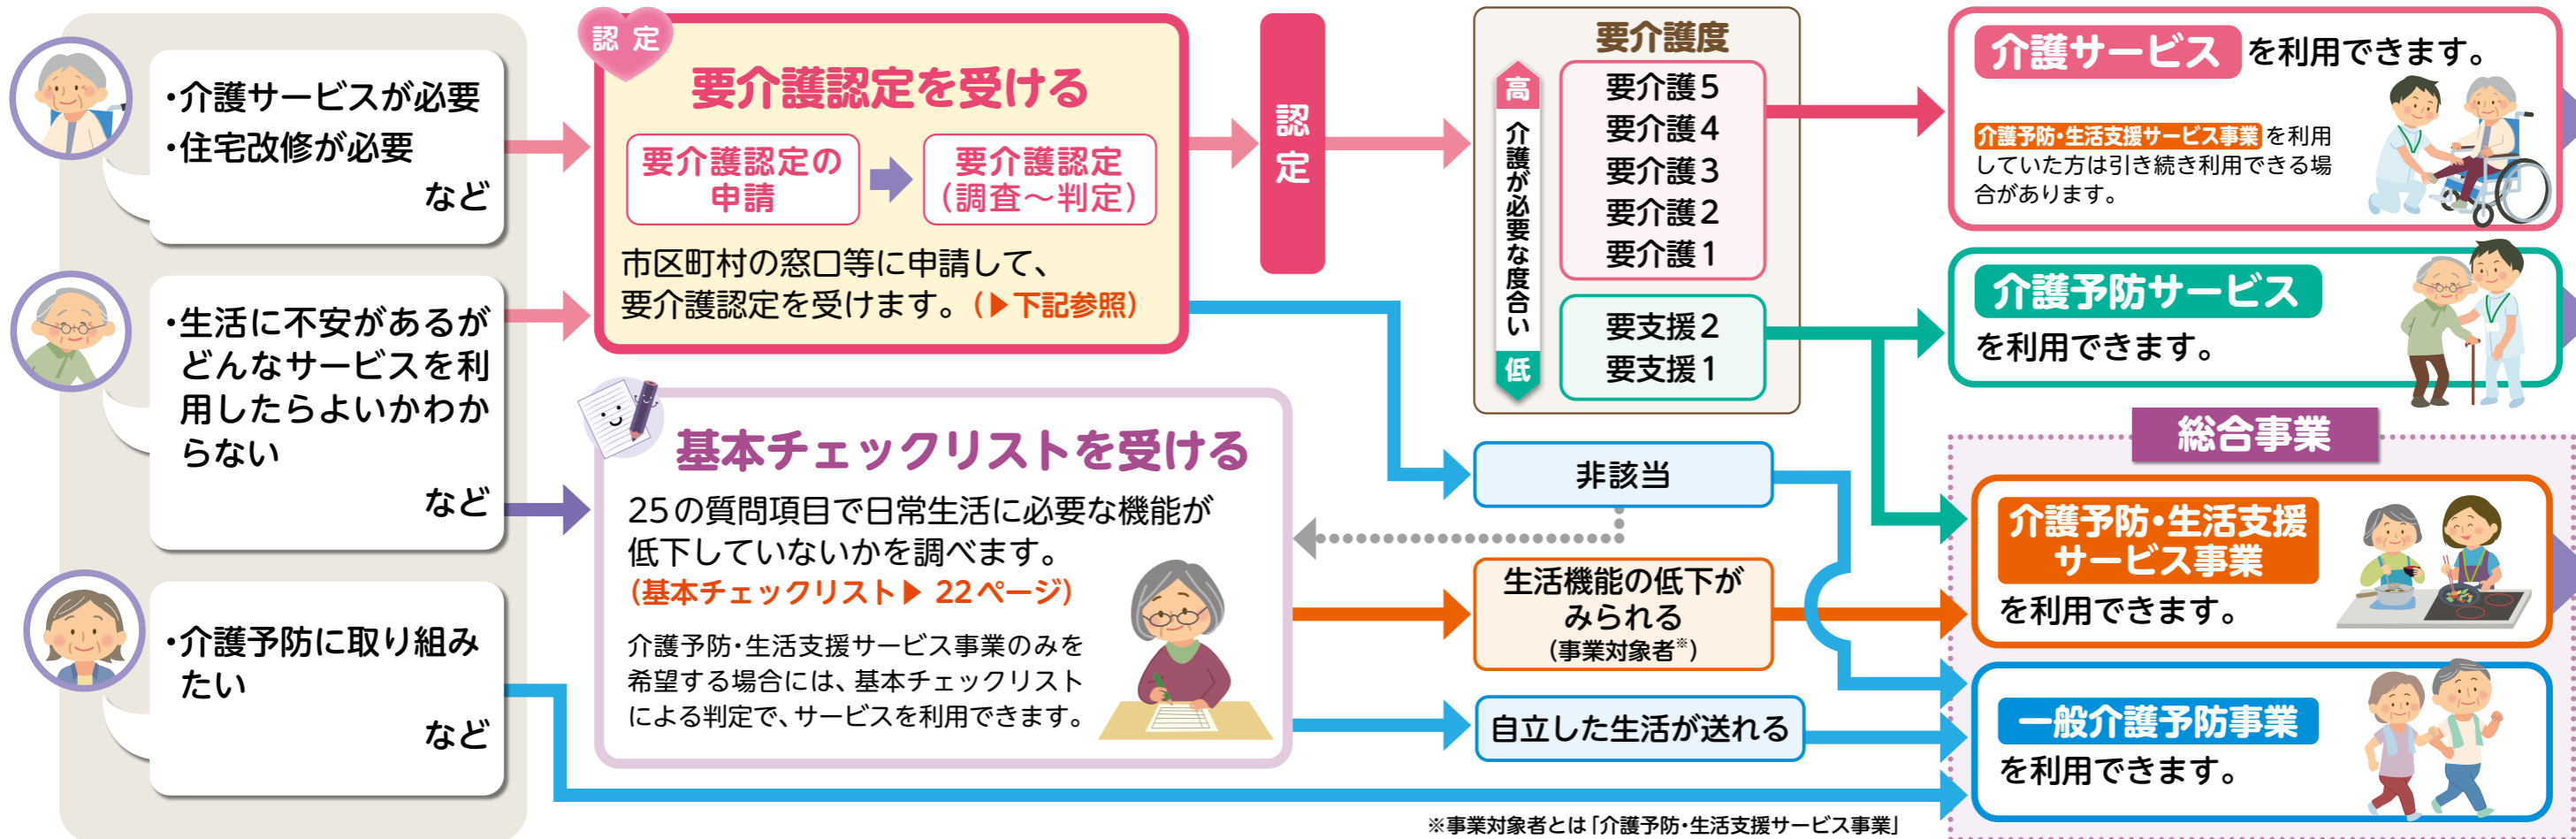 ・介護サービスが必要
・住宅改修が必要
など
・生活に不安があるが
どんなサービスを利
用したらよいかわか
らない
など
・介護予防に取り組み
たい
など
認 定
要介護認定を受ける
要介護認定の
申請
要介護認定
(調査～判定)
市区町村の窓口等に申請して、
要介護認定を受けます。(▶下記参照)
基本チェックリストを受ける
25の質問項目で日常生活に必要な機能が
低下していないかを調べます。
(基本チェックリスト▶ 22ページ)
介護予防・生活支援サービス事業のみを
希望する場合には、基本チェックリスト
による判定で、サービスを利用できます。
認定
要介護度
高
介護が必要な度合い
低
要介護5
要介護4
要介護3
要介護2
要介護1
要支援2
要支援1
非該当
生活機能の低下が
みられる
(事業対象者※)
自立した生活が送れる
介護サービス を利用できます。
介護予防・生活支援サービス事業 を利用
していた方は引き続き利用できる場
合があります。
介護予防サービス
を利用できます。
総合事業
介護予防・生活支援
サービス事業
を利用できます。
一般介護予防事業
を利用できます。
※事業対象者とは「介護予防・生活支援サービス事業」